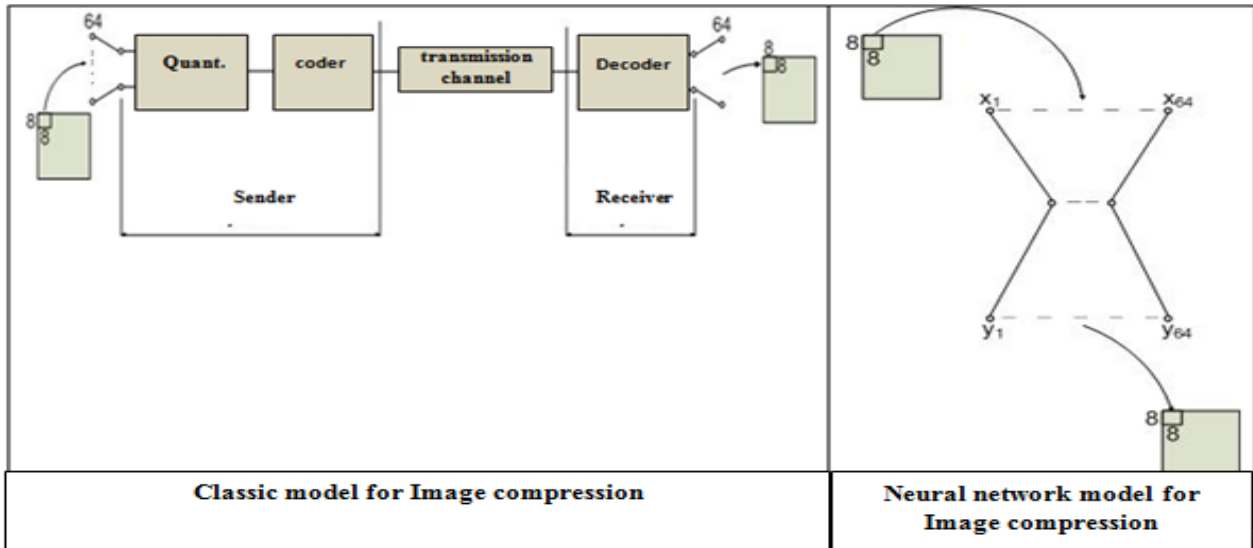 64
Quant.
coder
transmission
channel
Decoder
64
8
8
8
8
Sender
Receiver
Classic model for Image compression
8
8
x1
x64
y1
y64
8
8
Neural network model for
Image compression